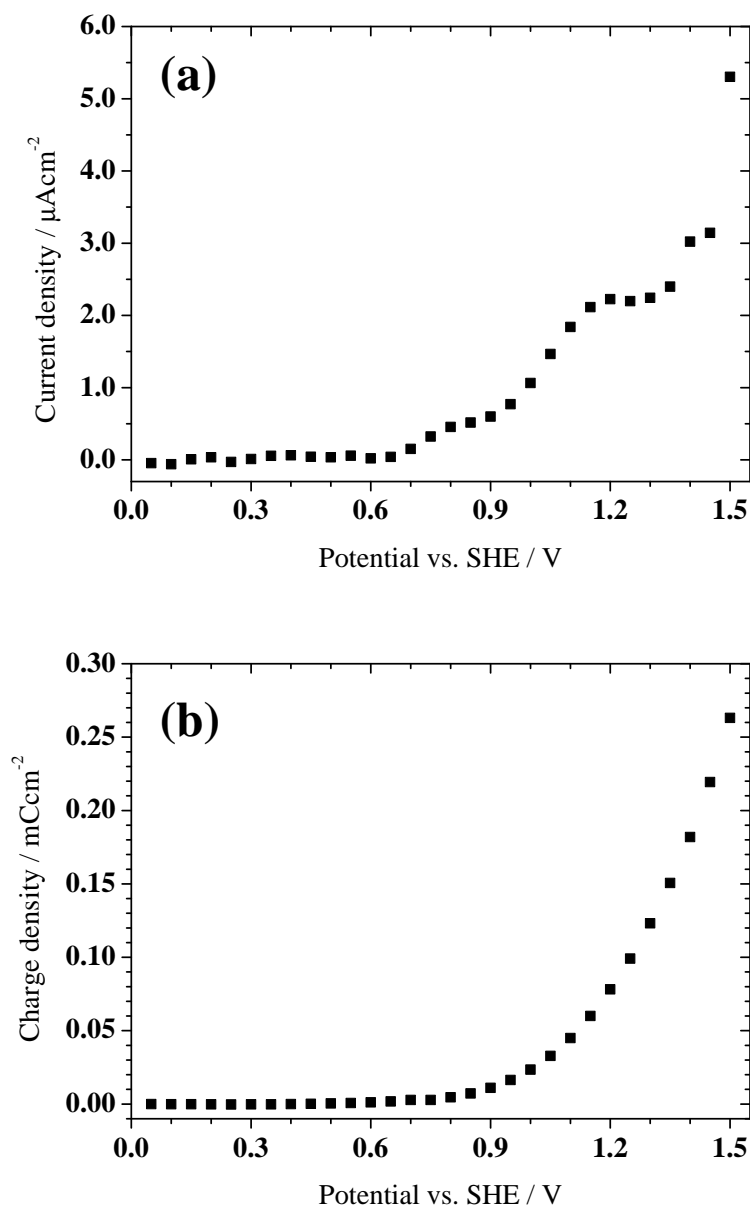 (a)
6.0
5.0
4.0
3.0
2.0
1.0
0.0
Current density / μAcm-2
0.0 0.3 0.6 0.9 1.2 1.5
Potential vs. SHE / V
(b)
0.30
0.25
0.20
0.15
0.10
0.05
0.00
Charge density / mCcm-2
0.0 0.3 0.6 0.9 1.2 1.5
Potential vs. SHE / V